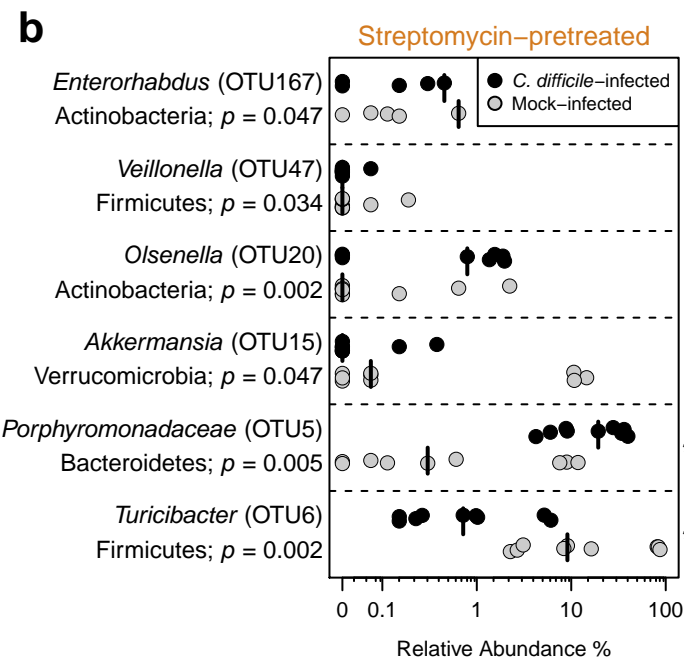 b
Streptomycin−pretreated
C. difficile−infected
Mock−infected
Enterorhabdus (OTU167)
Actinobacteria; p = 0.047
Veillonella (OTU47)
Firmicutes; p = 0.034
Olsenella (OTU20)
Actinobacteria; p = 0.002
Akkermansia (OTU15)
Verrucomicrobia; p = 0.047
Porphyromonadaceae (OTU5)
Bacteroidetes; p = 0.005
Turicibacter (OTU6)
Firmicutes; p = 0.002
0 0.1 1 10 100
Relative Abundance %